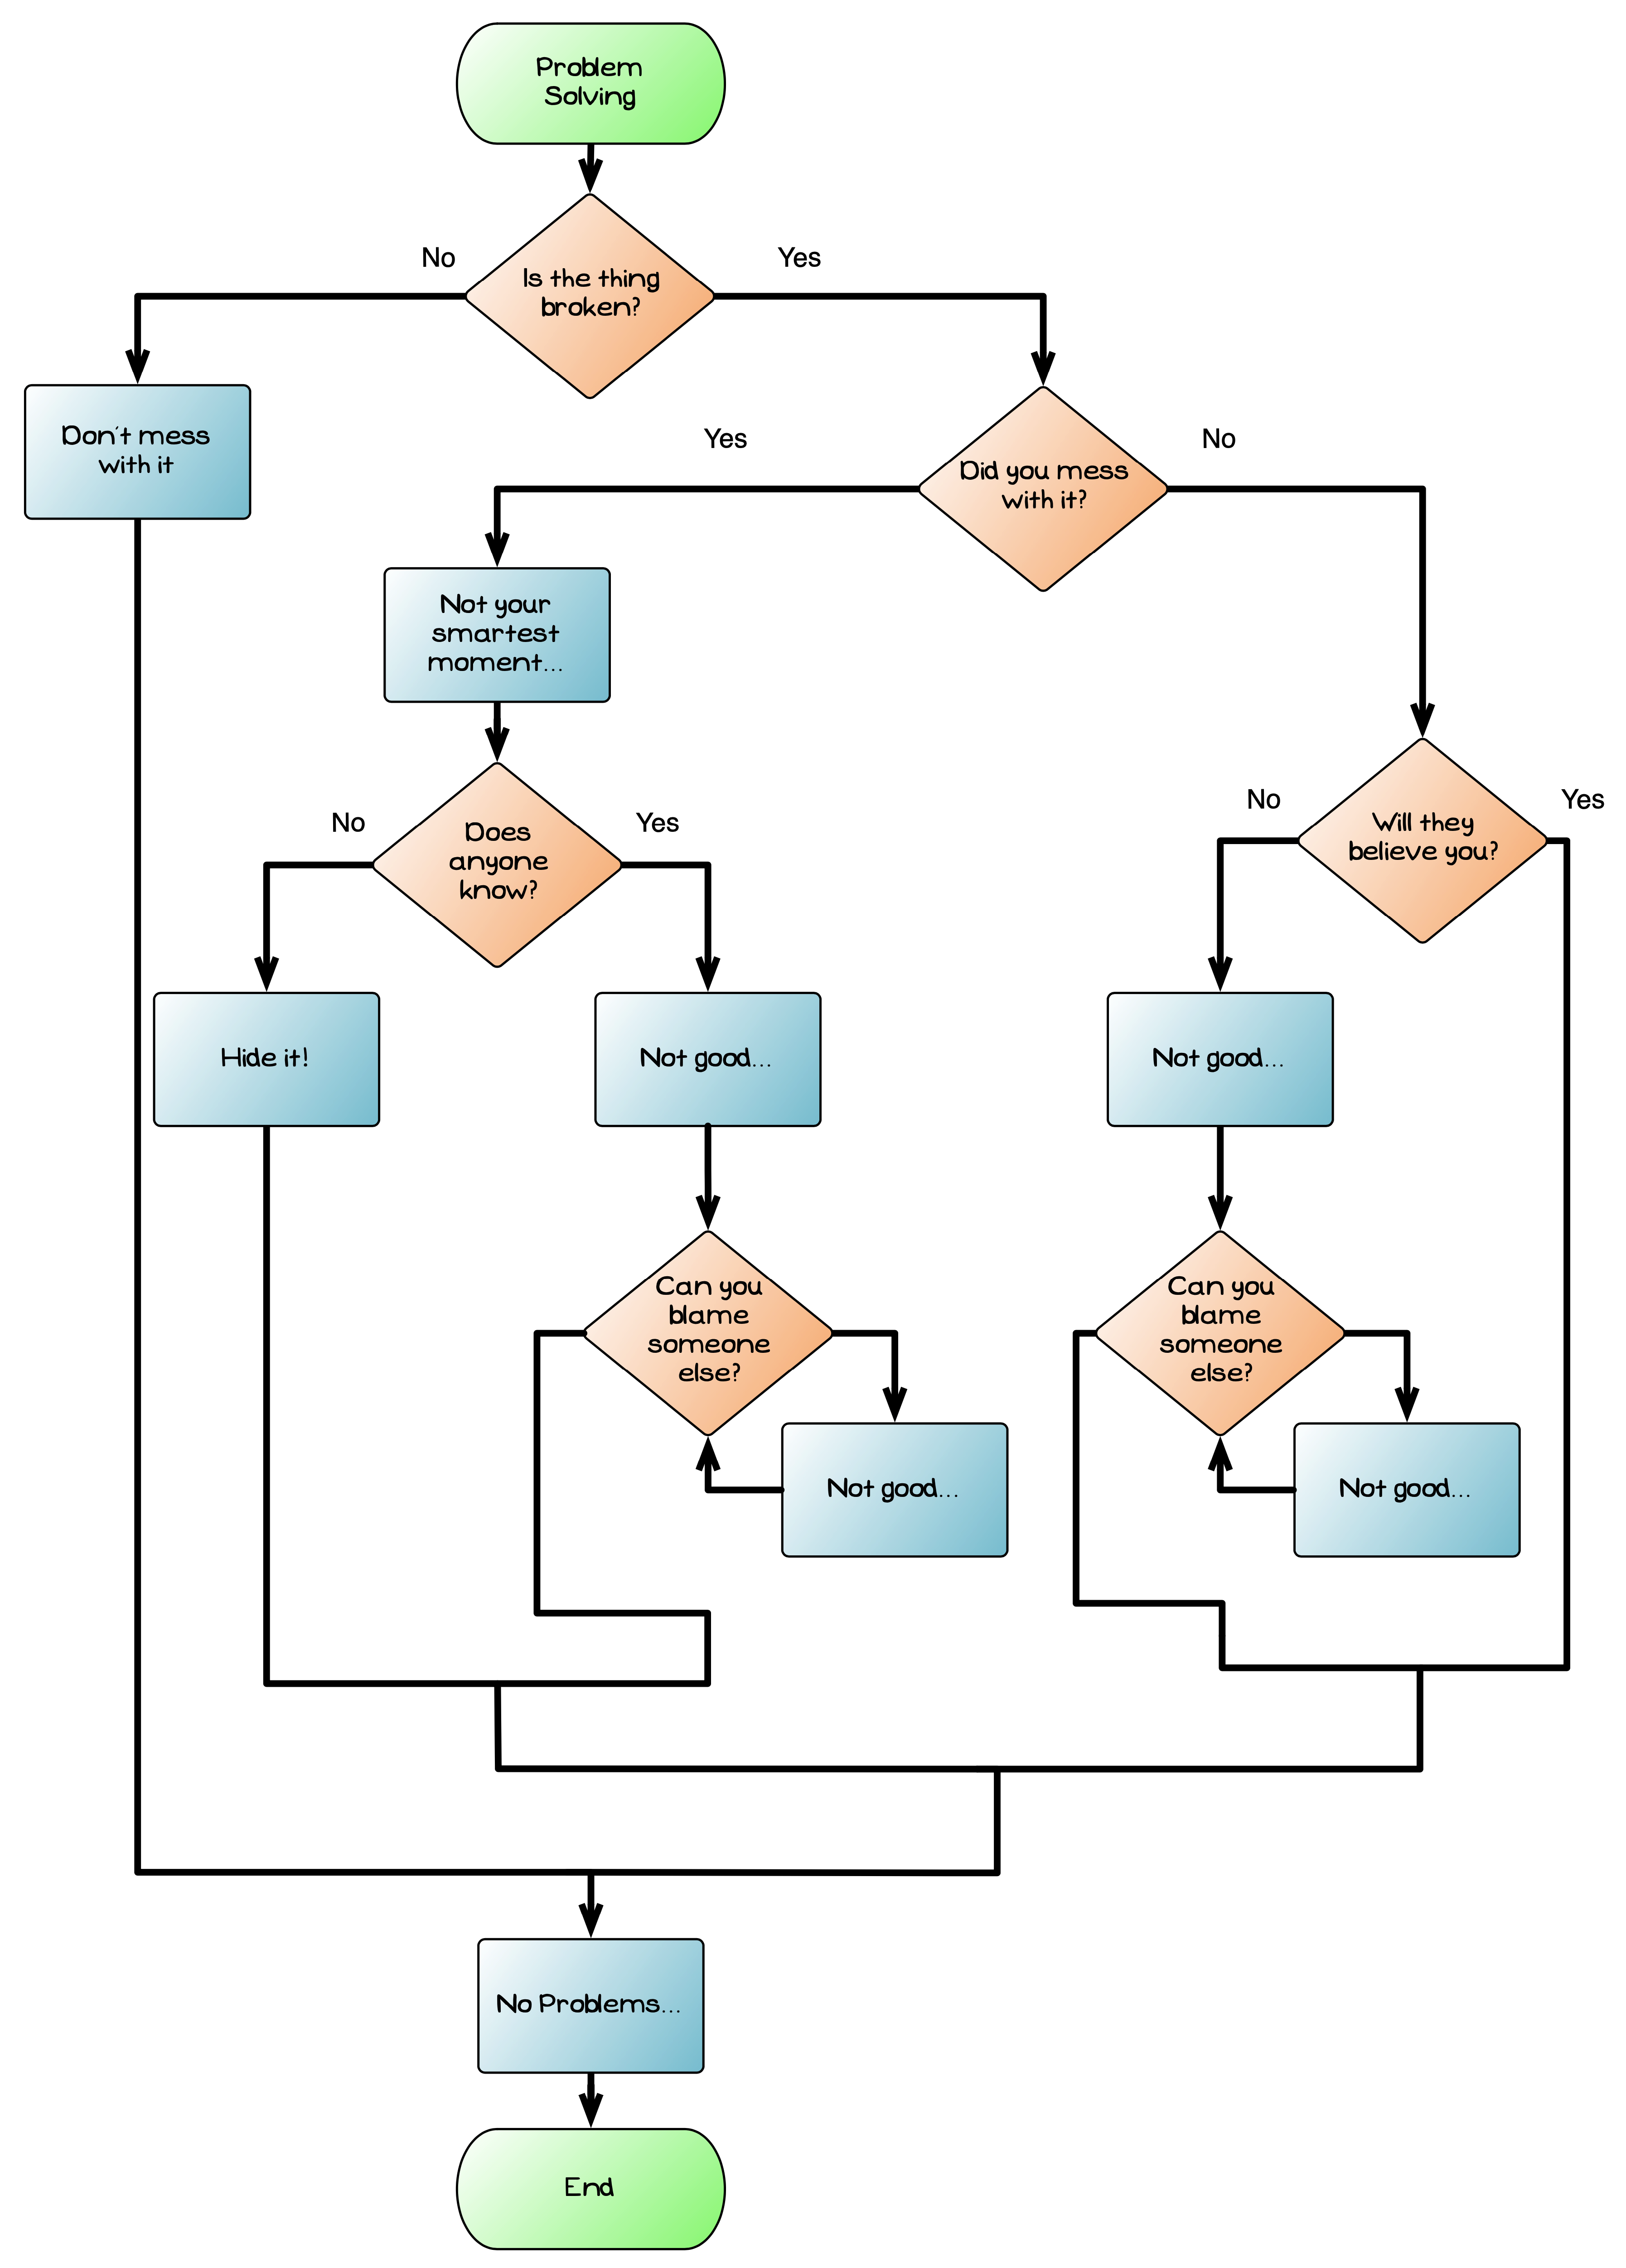 Problem
Solving
No
Yes
Is the thing
broken?
Don't mess
with it
Yes
No
Did you mess
with it?
Not your
smartest
moment...
No
Yes
Does
anyone
know?
No
Yes
Will they
believe you?
Hide it!
Not good...
Not good...
Can you
blame
someone
else?
Can you
blame
someone
else?
Not good...
Not good...
No Problems...
End